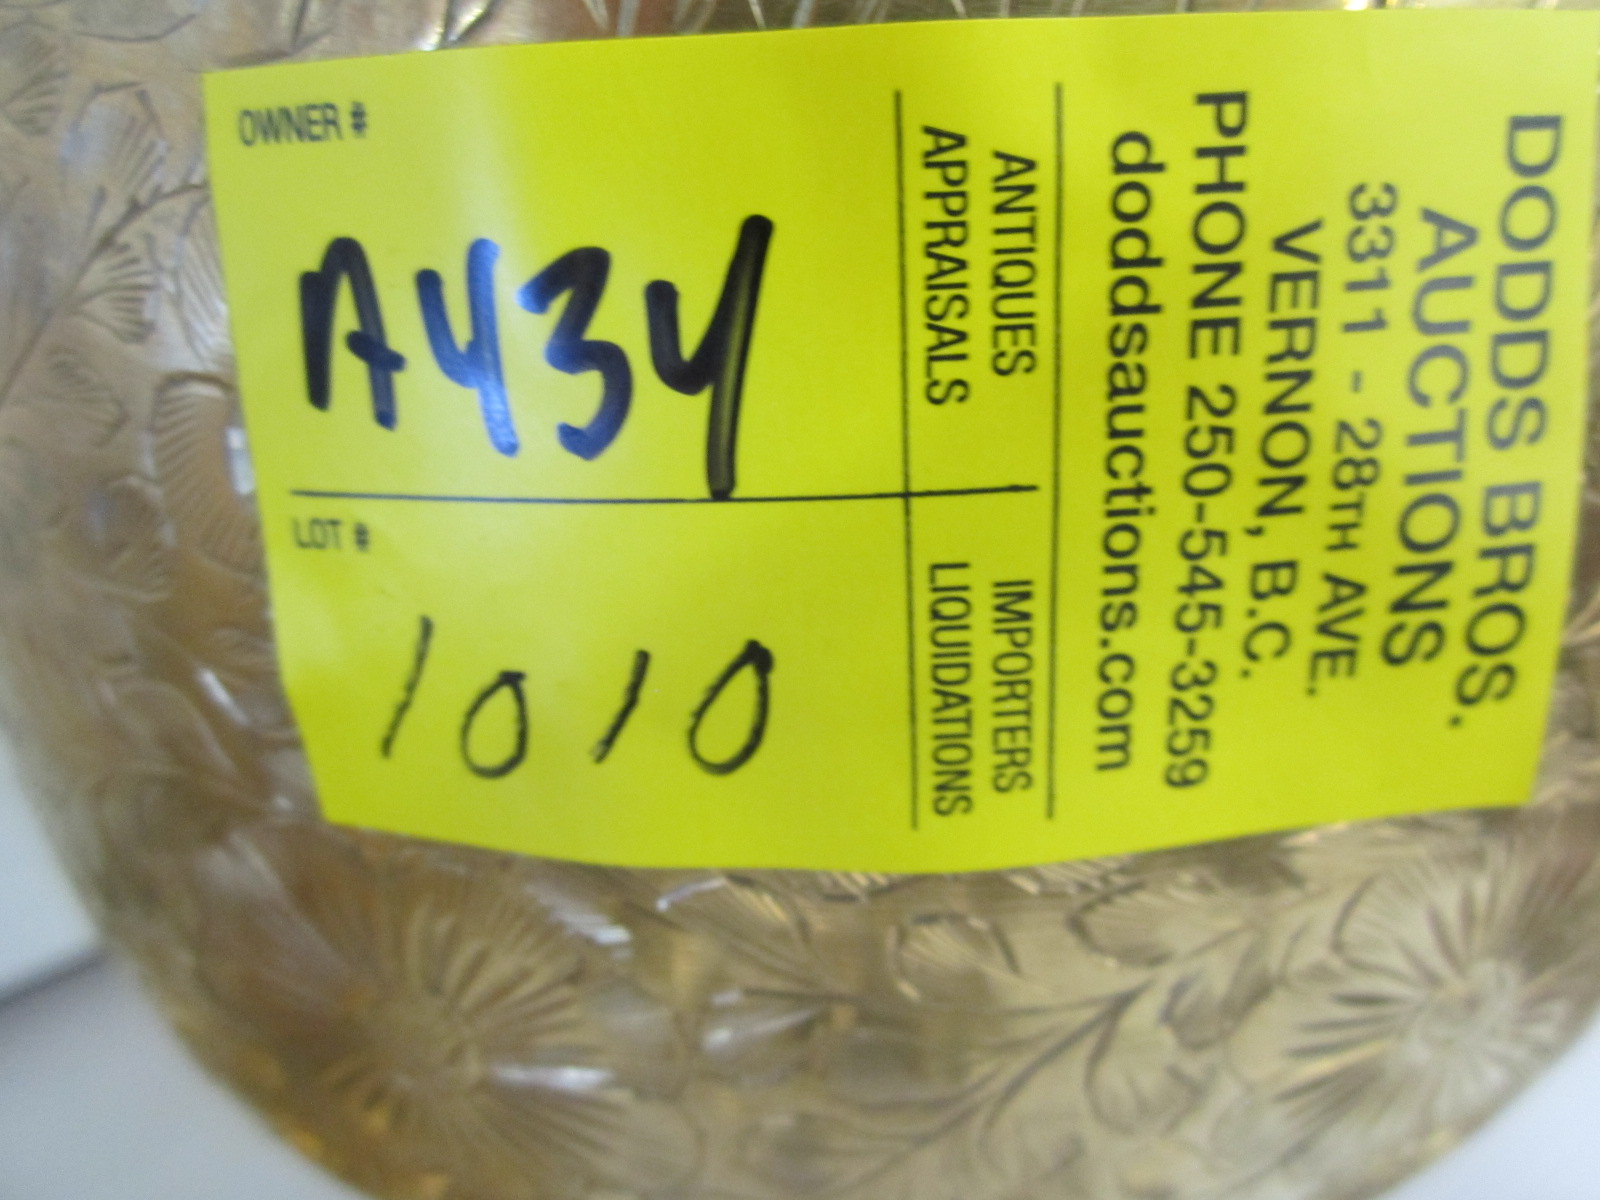 DODDS BROS.
AUCTIONS
3311 - 28TH AVE.
VERNON, B.C.
PHONE 250-545-3259
doddsauctions.com
ANTIQUES IMPORTERS
APPRAISALS LIQUIDATIONS
OWNER #
A434
LOT #
1010